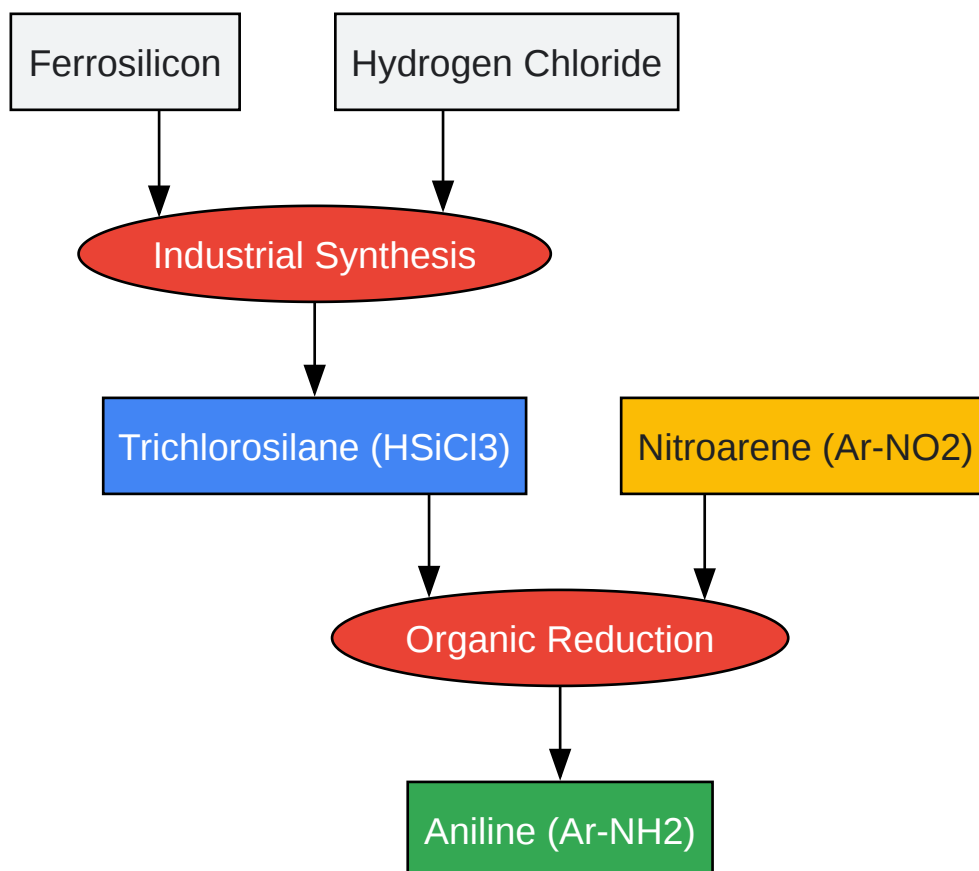 Ferrosilicon
Hydrogen Chloride
Industrial Synthesis
Trichlorosilane (HSiCl3)
Nitroarene (Ar-NO2)
Organic Reduction
Aniline (Ar-NH2)